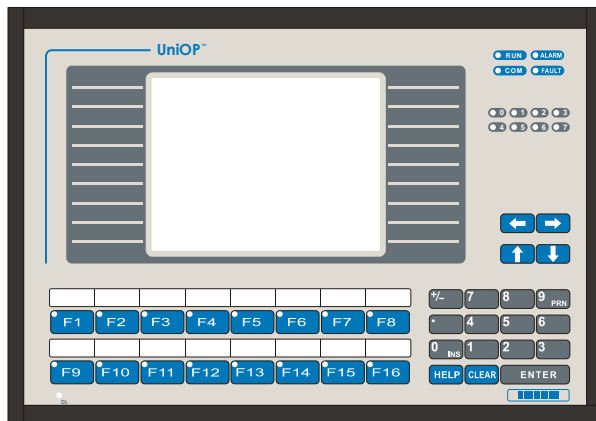 UniOP™
RUN ALARM
COM FAULT
0 1 2 3
4 5 6 7
F1 F2 F3 F4 F5 F6 F7 F8
F9 F10 F11 F12 F13 F14 F15 F16
+/- 7 8 9 PRN
. 4 5 6
0 INS 1 2 3
HELP CLEAR ENTER
DL